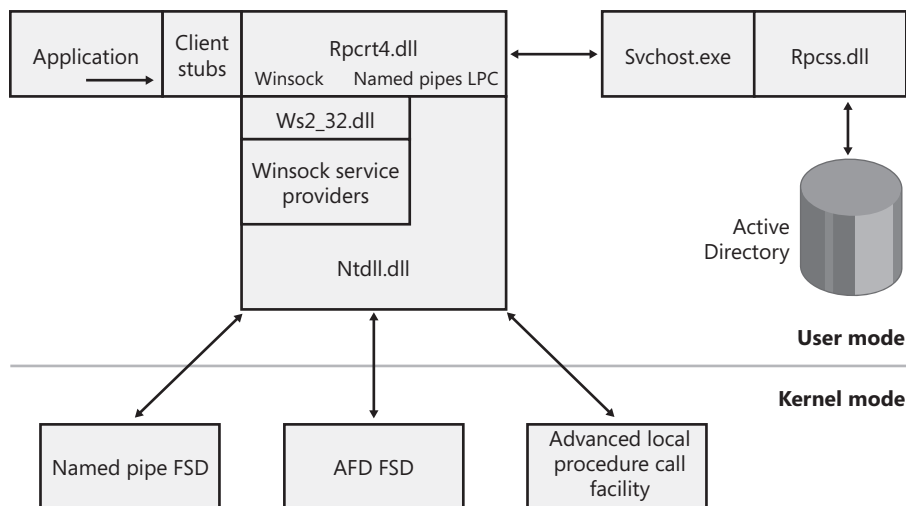 Application
Client
stubs
Rpcrt4.dll
Winsock
Named pipes LPC
Svchost.exe
Rpcss.dll
Ws2_32.dll
Winsock service
providers
Ntdll.dll
Active
Directory
User mode
Kernel mode
Named pipe FSD
AFD FSD
Advanced local
procedure call
facility